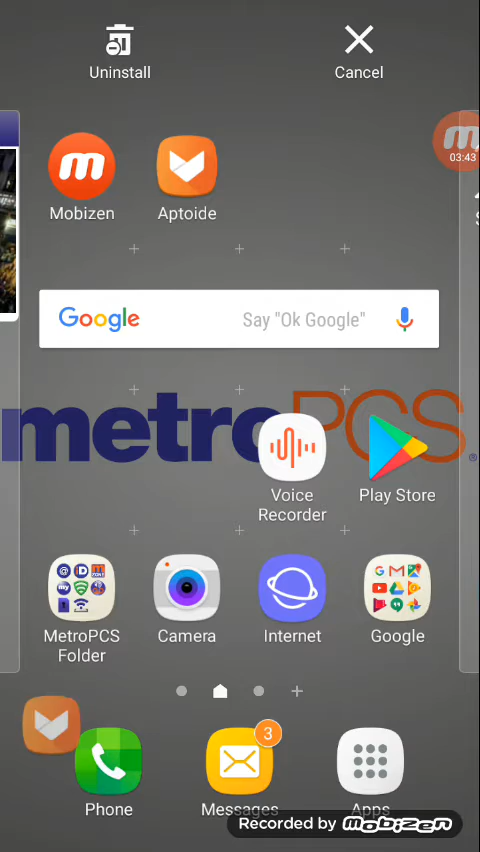 Uninstall
Cancel
03:43
Mobizen
Aptoide
Google
Say "Ok Google"
metroPCS®
Voice
Recorder
Play Store
MetroPCS
Folder
Camera
Internet
Google
3
Phone
Messages
Apps
Recorded by mobizen